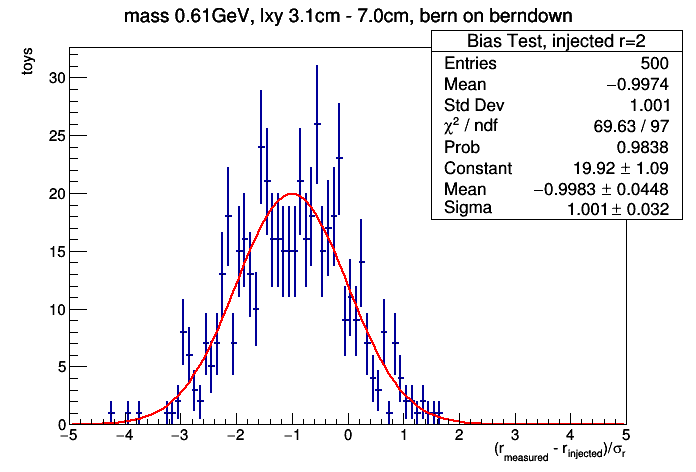 mass 0.61GeV, lxy 3.1cm - 7.0cm, bern on berndown
toys
Bias Test, injected r=2
Entries 500
Mean −0.9974
Std Dev 1.001
χ² / ndf 69.63 / 97
Prob 0.9838
Constant 19.92 ± 1.09
Mean −0.9983 ± 0.0448
Sigma 1.001 ± 0.032
30
25
20
15
10
5
0
−5 −4 −3 −2 −1 0 1 2 3 4 5
(r_measured - r_injected)/σ_r